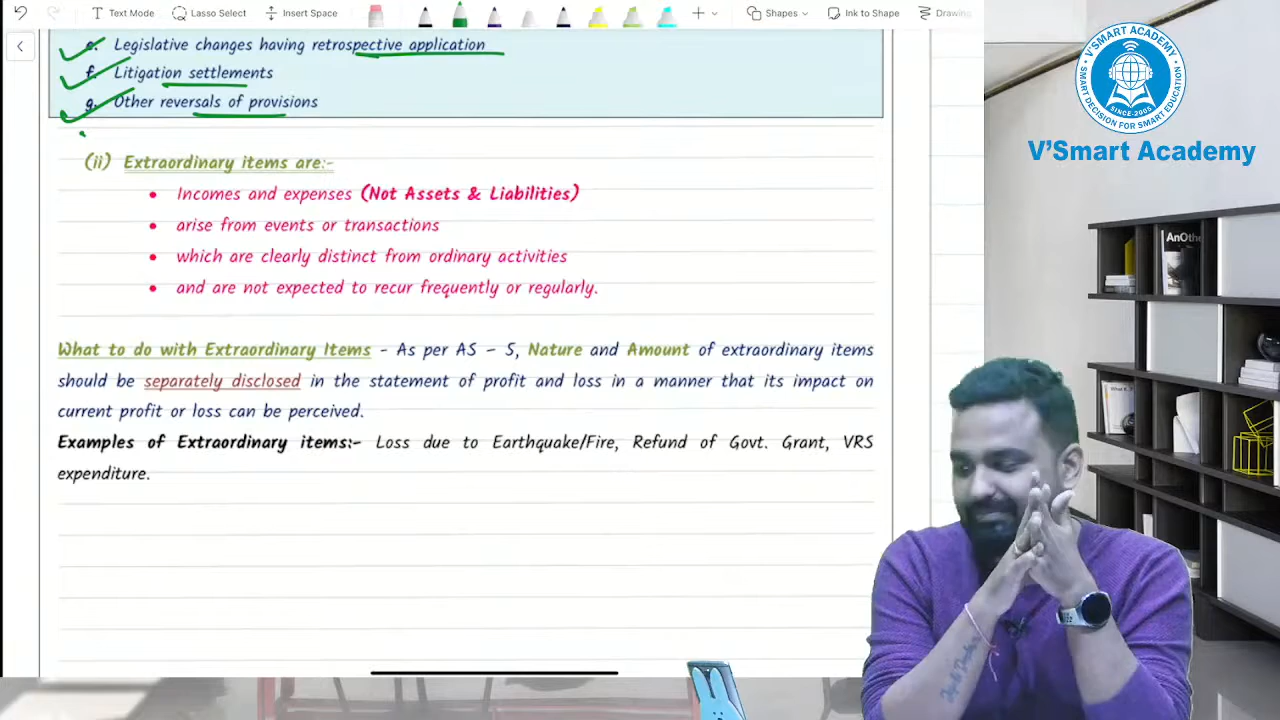 Text Mode
Lasso Select
Insert Space
Shapes
Ink to Shape
Drawing
e. Legislative changes having retrospective application
f. Litigation settlements
g. Other reversals of provisions
(ii) Extraordinary items are:-
• Incomes and expenses (Not Assets & Liabilities)
• arise from events or transactions
• which are clearly distinct from ordinary activities
• and are not expected to recur frequently or regularly.
What to do with Extraordinary Items - As per AS – 5, Nature and Amount of extraordinary items
should be separately disclosed in the statement of profit and loss in a manner that its impact on
current profit or loss can be perceived.
Examples of Extraordinary items:- Loss due to Earthquake/Fire, Refund of Govt. Grant, VRS
expenditure.
V'SMART ACADEMY
SMART DECISION FOR SMART EDUCATION
SINCE-2005
V'Smart Academy
AnOthe